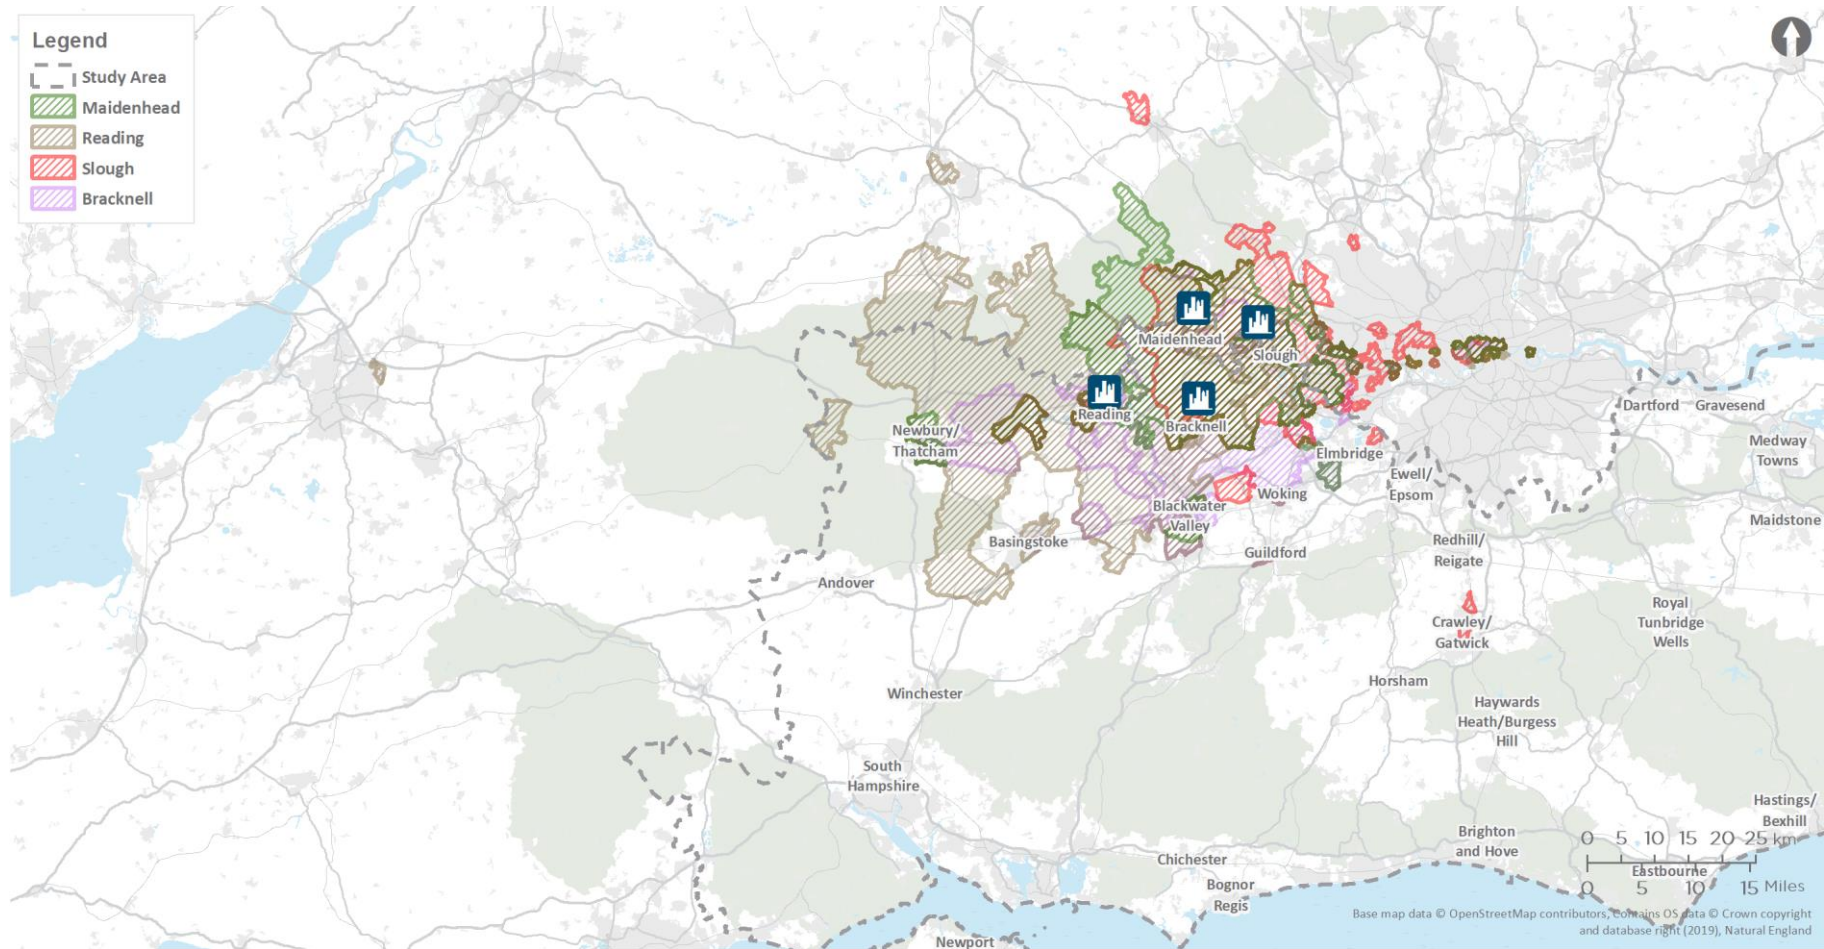 Legend
Study Area
Maidenhead
Reading
Slough
Bracknell
Maidenhead
Slough
Reading
Bracknell
Newbury/
Thatcham
Elmbridge
Ewell/
Epsom
Dartford
Gravesend
Medway
Towns
Maidstone
Woking
Blackwater
Valley
Basingstoke
Guildford
Redhill/
Reigate
Andover
Crawley/
Gatwick
Royal
Tunbridge
Wells
Winchester
Horsham
Haywards
Heath/Burgess
Hill
South
Hampshire
Hastings/
Bexhill
Brighton
and Hove
Chichester
Bognor
Regis
Eastbourne
Newport
0 5 10 15 20 25 km
0 5 10 15 Miles
Base map data © OpenStreetMap contributors, Contains OS data © Crown copyright
and database right (2019), Natural England